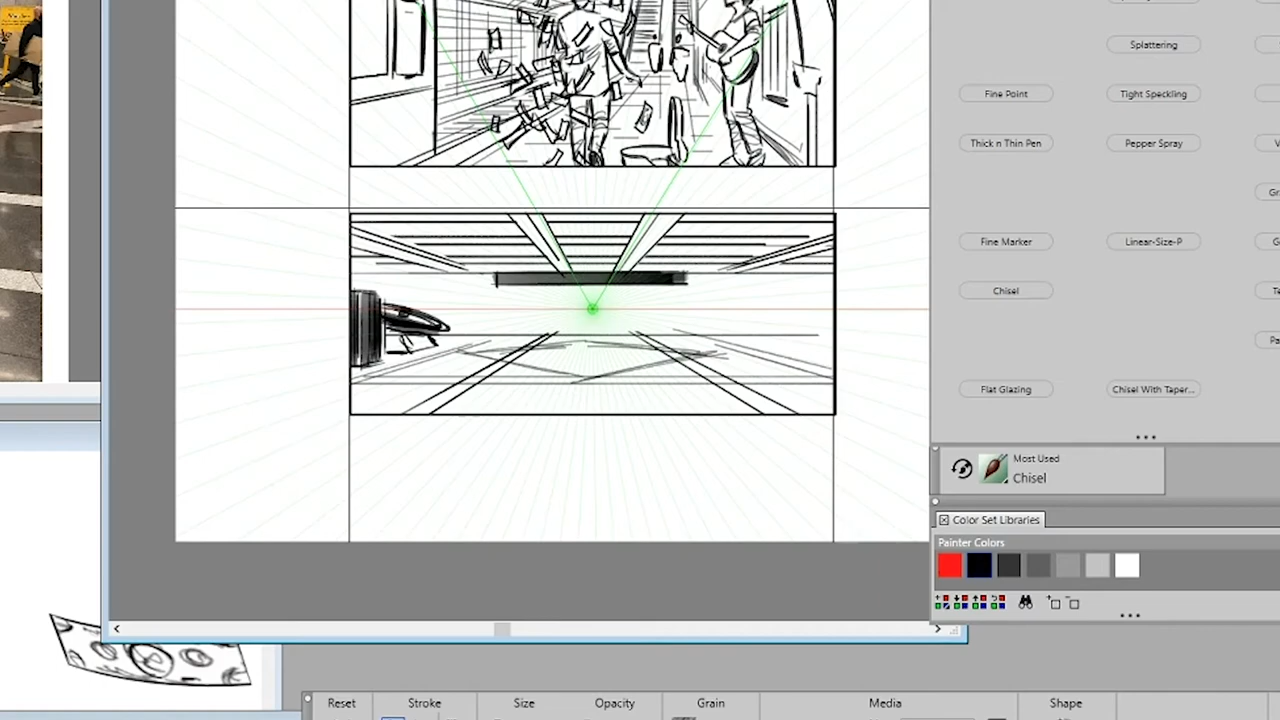 Splattering
Fine Point
Tight Speckling
Thick n Thin Pen
Pepper Spray
Fine Marker
Linear-Size-P
Chisel
Flat Glazing
Chisel With Taper...
Most Used
Chisel
Color Set Libraries
Painter Colors
Reset
Stroke
Size
Opacity
Grain
Media
Shape